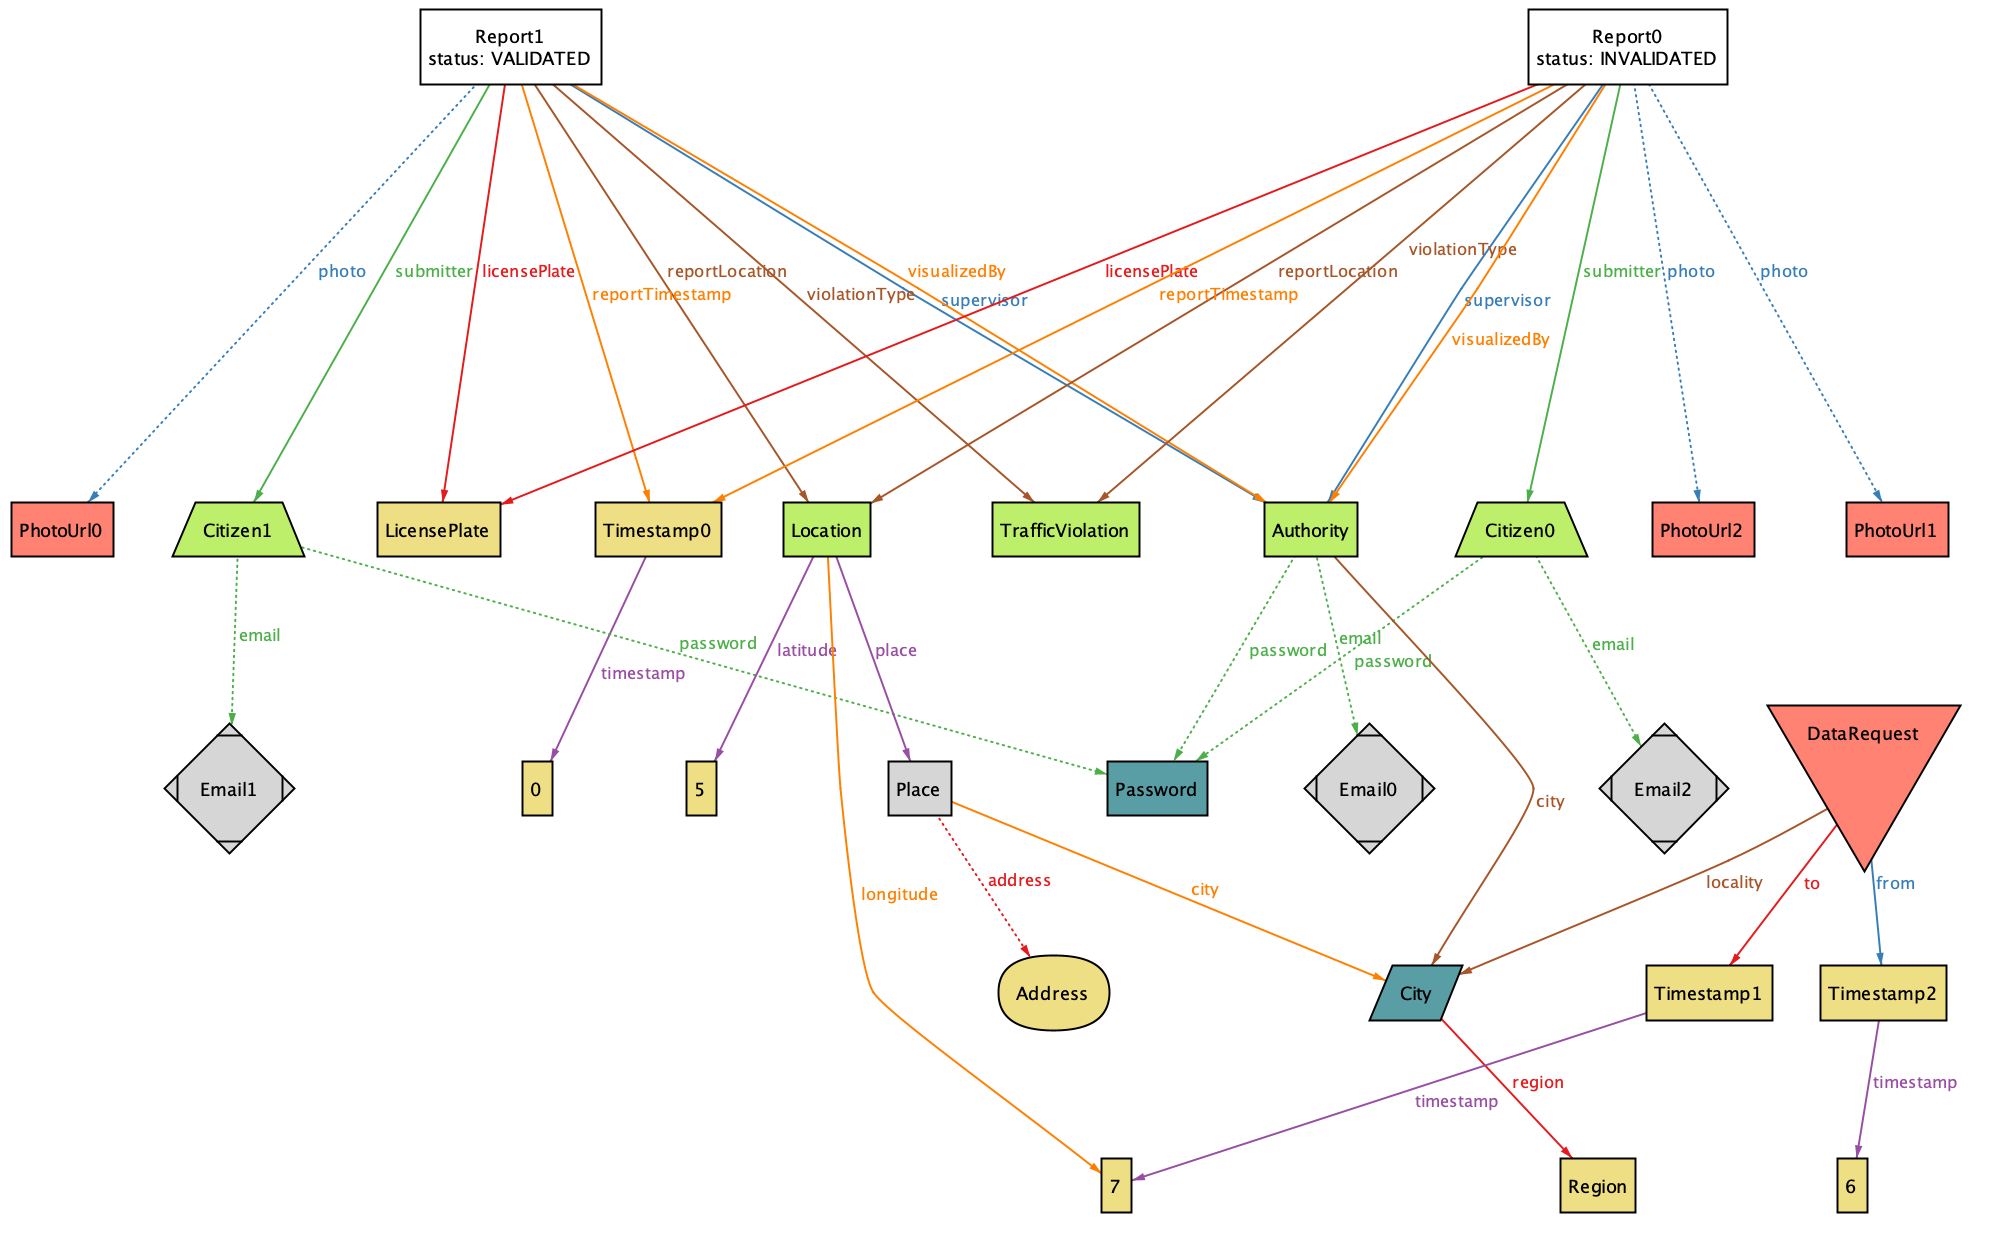 Report1
status: VALIDATED
Report0
status: INVALIDATED
violationType
photo
submitter
licensePlate
reportLocation
visualizedBy
licensePlate
reportLocation
submitter
photo
photo
reportTimestamp
violationType
supervisor
reportTimestamp
supervisor
visualizedBy
PhotoUrl0
Citizen1
LicensePlate
Timestamp0
Location
TrafficViolation
Authority
Citizen0
PhotoUrl2
PhotoUrl1
email
password
timestamp
latitude
place
password
email
password
email
Email1
0
5
Place
Password
Email0
Email2
DataRequest
longitude
address
city
city
locality
to
from
Address
City
Timestamp1
Timestamp2
timestamp
region
timestamp
7
Region
6